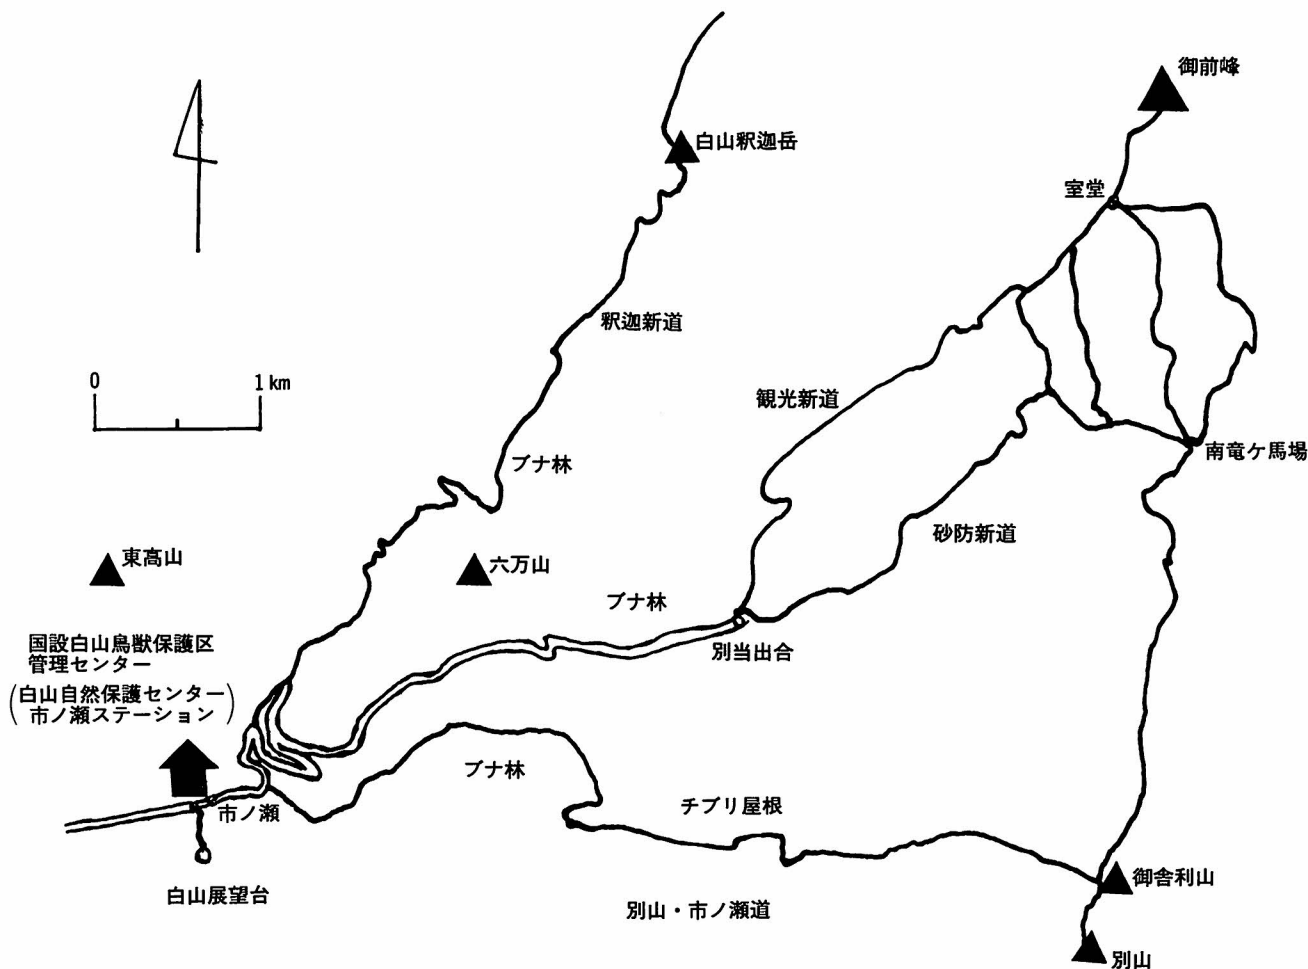 御前峰
白山釈迦岳
室堂
釈迦新道
0 1km
観光新道
ブナ林
南竜ケ馬場
砂防新道
東高山
六万山
ブナ林
国設白山鳥獣保護区
管理センター
別当出合
(白山自然保護センター)
市ノ瀬ステーション
ブナ林
チブリ屋根
市ノ瀬
御舎利山
白山展望台
別山・市ノ瀬道
別山